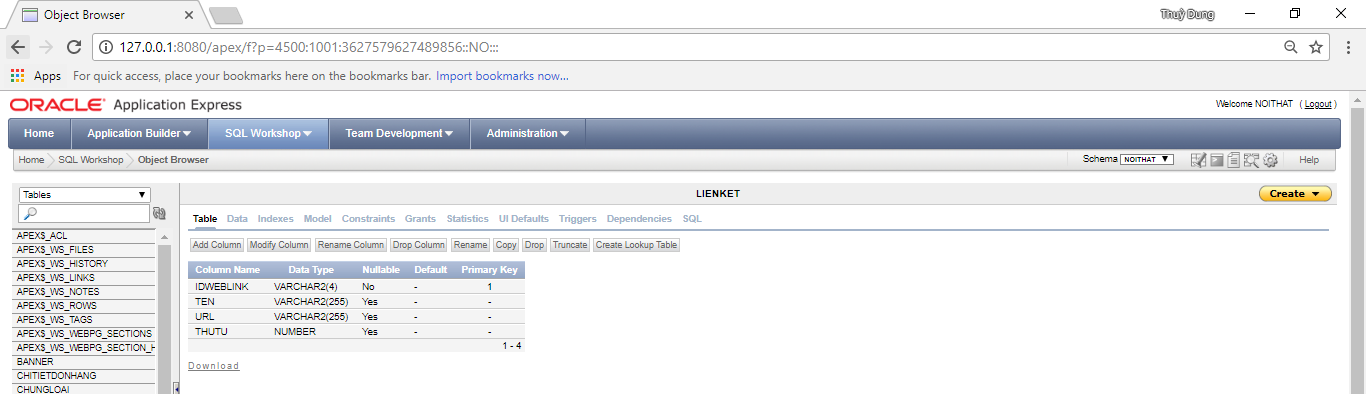 Object Browser
Thuỳ Dung
127.0.0.1:8080/apex/f?p=4500:1001:3627579627489856::NO:::
Apps For quick access, place your bookmarks here on the bookmarks bar. Import bookmarks now...
ORACLE Application Express
Welcome NOITHAT ( Logout )
Home Application Builder SQL Workshop Team Development Administration
Home SQL Workshop Object Browser
Schema NOITHAT Help
Tables
APEX$_ACL
APEX$_WS_FILES
APEX$_WS_HISTORY
APEX$_WS_LINKS
APEX$_WS_NOTES
APEX$_WS_ROWS
APEX$_WS_TAGS
APEX$_WS_WEBPG_SECTIONS
APEX$_WS_WEBPG_SECTION_H
BANNER
CHITIETDONHANG
CHUNGLOAI
LIENKET
Create
Table Data Indexes Model Constraints Grants Statistics UI Defaults Triggers Dependencies SQL
Add Column Modify Column Rename Column Drop Column Rename Copy Drop Truncate Create Lookup Table
Column Name Data Type Nullable Default Primary Key
IDWEBLINK VARCHAR2(4) No - 1
TEN VARCHAR2(255) Yes - -
URL VARCHAR2(255) Yes - -
THUTU NUMBER Yes - -
1 - 4
Download